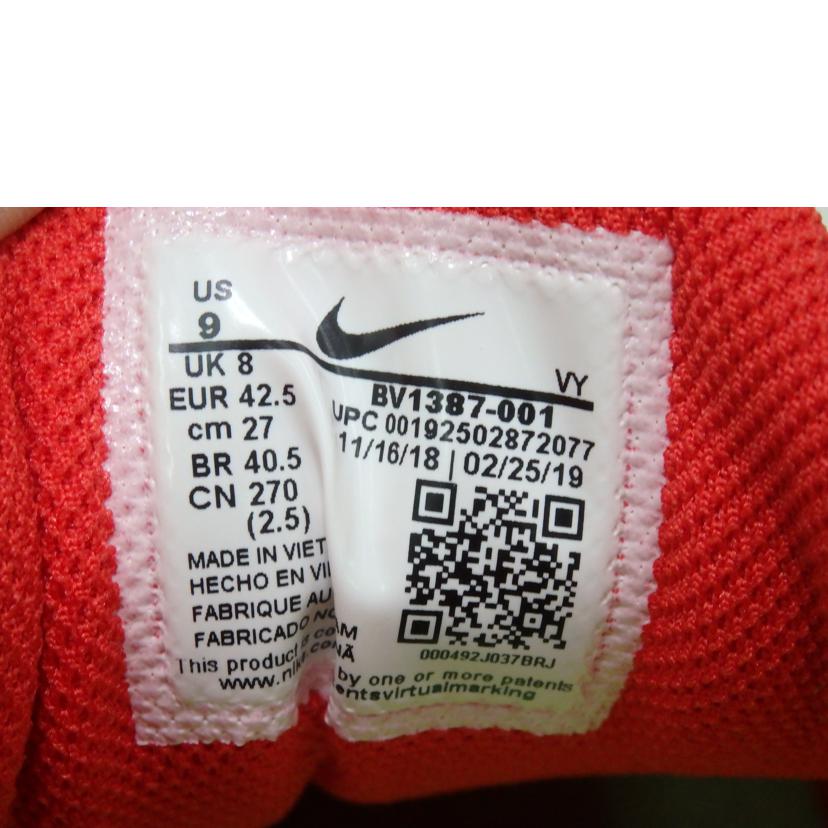 US
9
UK 8
EUR 42.5
cm 27
BR 40.5
CN 270
(2.5)
VY
BV1387-001
UPC 00192502872077
11/16/18 | 02/25/19
000492J037BRJ
MADE IN VIET
HECHO EN VI
FABRIQUE AU
FABRICADO NO
This product is
www.nik
by one or more patents
entsvirtualmarking